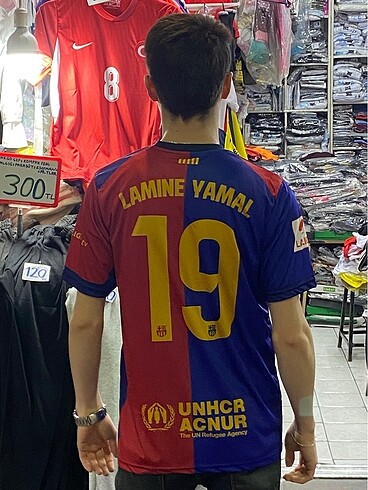 8
300 TL
120
LAMINE YAMAL
19
UNHCR
ACNUR
The UN Refugee Agency